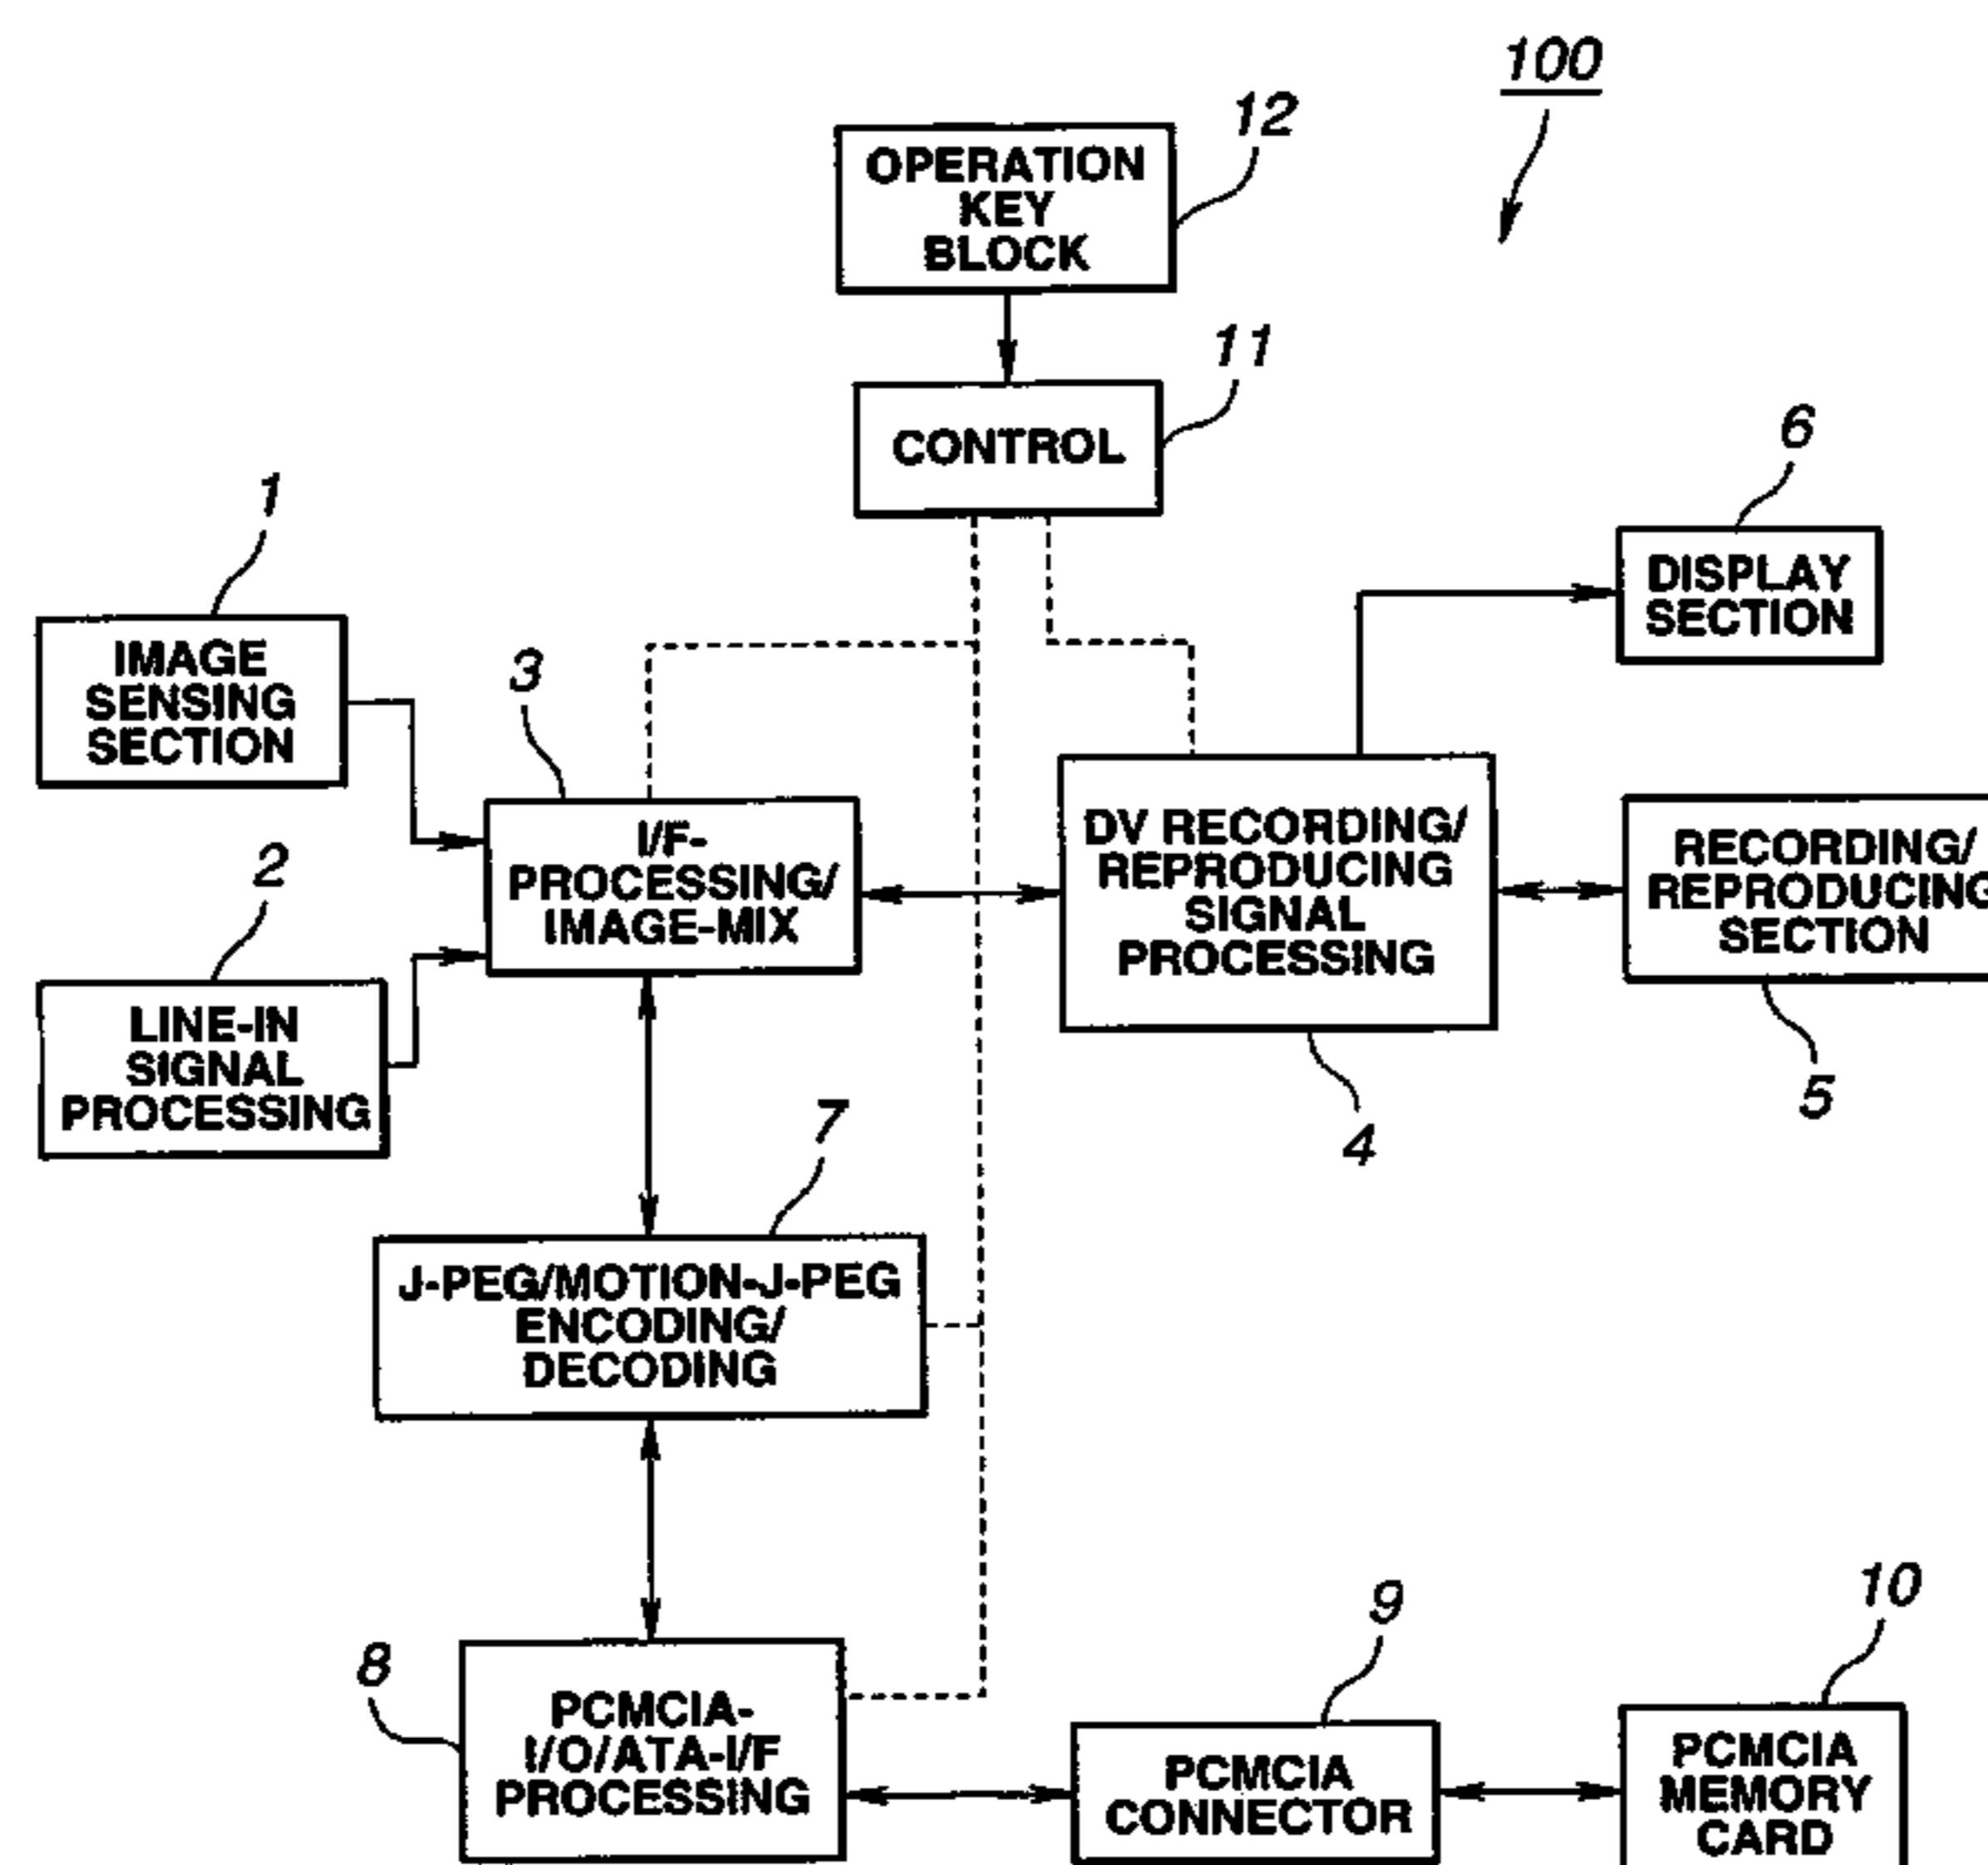 100
12
OPERATION
KEY
BLOCK
11
CONTROL
6
DISPLAY
SECTION
1
IMAGE
SENSING
SECTION
3
I/F-
PROCESSING/
IMAGE-MIX
DV RECORDING/
REPRODUCING
SIGNAL
PROCESSING
4
RECORDING/
REPRODUCING
SECTION
5
2
LINE-IN
SIGNAL
PROCESSING
7
J-PEG/MOTION-J-PEG
ENCODING/
DECODING
8
PCMCIA-
I/O/ATA-I/F
PROCESSING
9
PCMCIA
CONNECTOR
10
PCMCIA
MEMORY
CARD